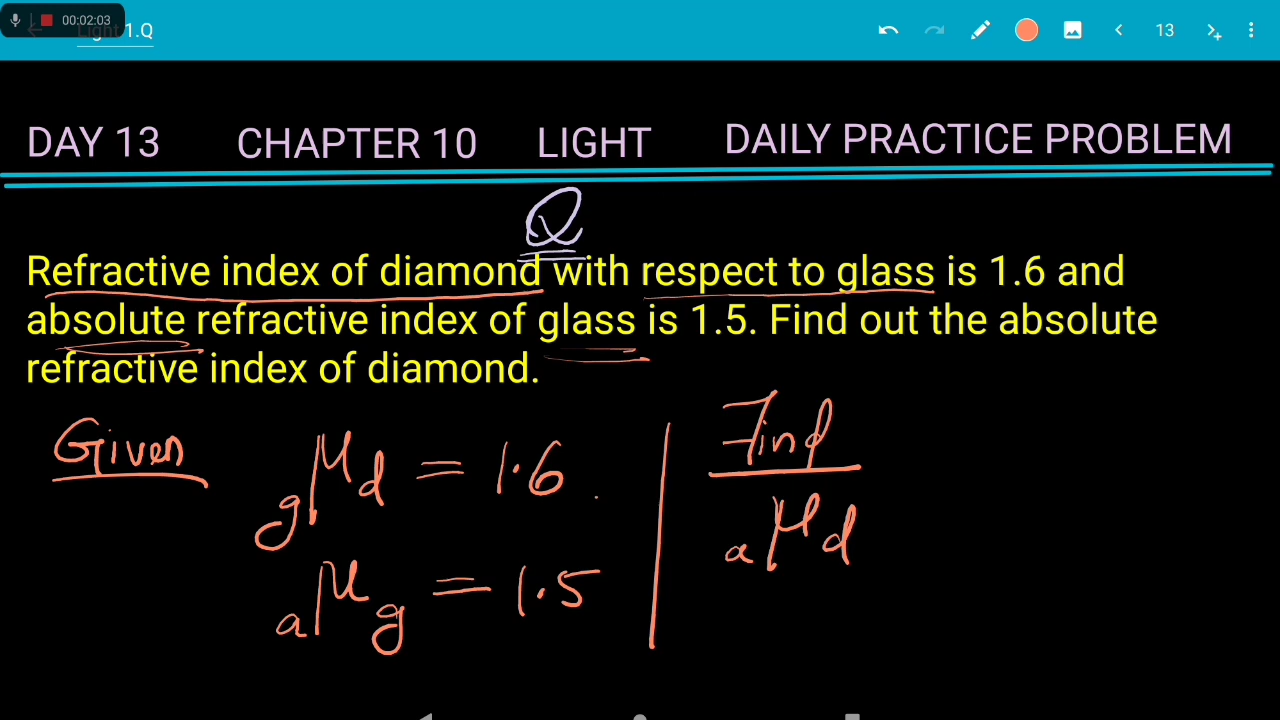 00:02:03
Light 1.Q
13
DAY 13 CHAPTER 10 LIGHT DAILY PRACTICE PROBLEM
Q
Refractive index of diamond with respect to glass is 1.6 and
absolute refractive index of glass is 1.5. Find out the absolute
refractive index of diamond.
Given
gμd = 1.6
aμg = 1.5
Find
aμd